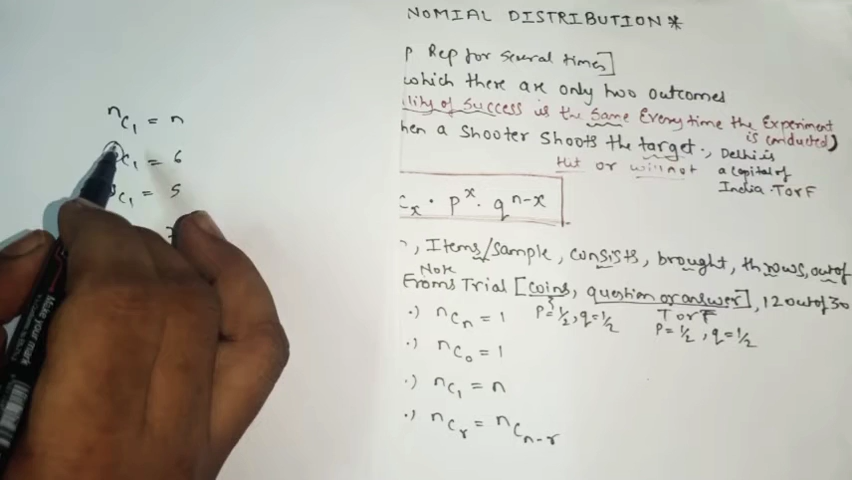 nC₁ = n
C₁ = 6
C₁ = 5
NOMIAL DISTRIBUTION*
Rep for Several times]
which there are only two outcomes
ility of success is the same Every time the Experiment
is conducted)
hen a Shooter Shoots the target., Delhi is
Hit or will not a capital of
India. T or F
Cₓ · pˣ · qⁿ⁻ˣ
, Items/Sample, consists, brought, throws, out of
Note
From Trial [coins, question or answer], 12 out of 30
·) nCₙ = 1 P=1/2, q=1/2 T or F
P=1/2, q=1/2
·) nC₀ = 1
·) nC₁ = n
·) nCᵣ = nCₙ₋ᵣ